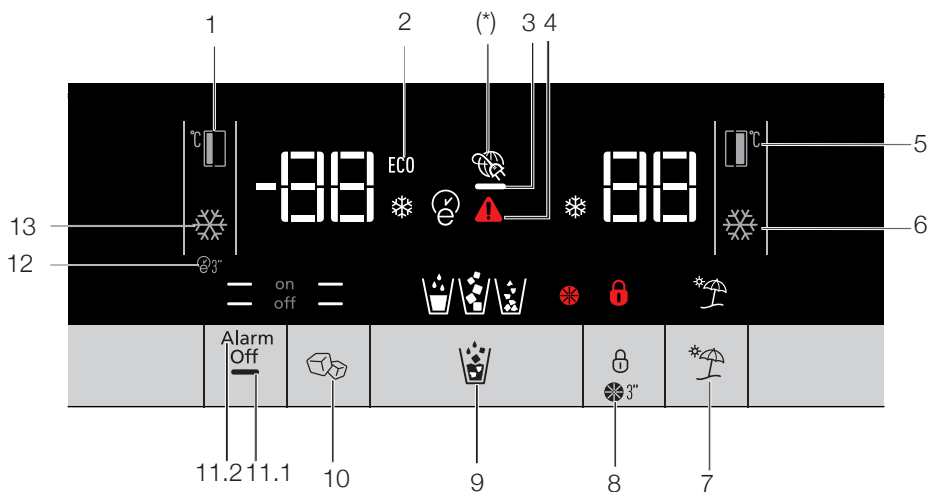 1 2 (*) 3 4
℃ ℃
-88 ECO 88
5
e
13 6
12 e 3"
on
off
Alarm
Off
3"
11.2 11.1 10 9 8 7